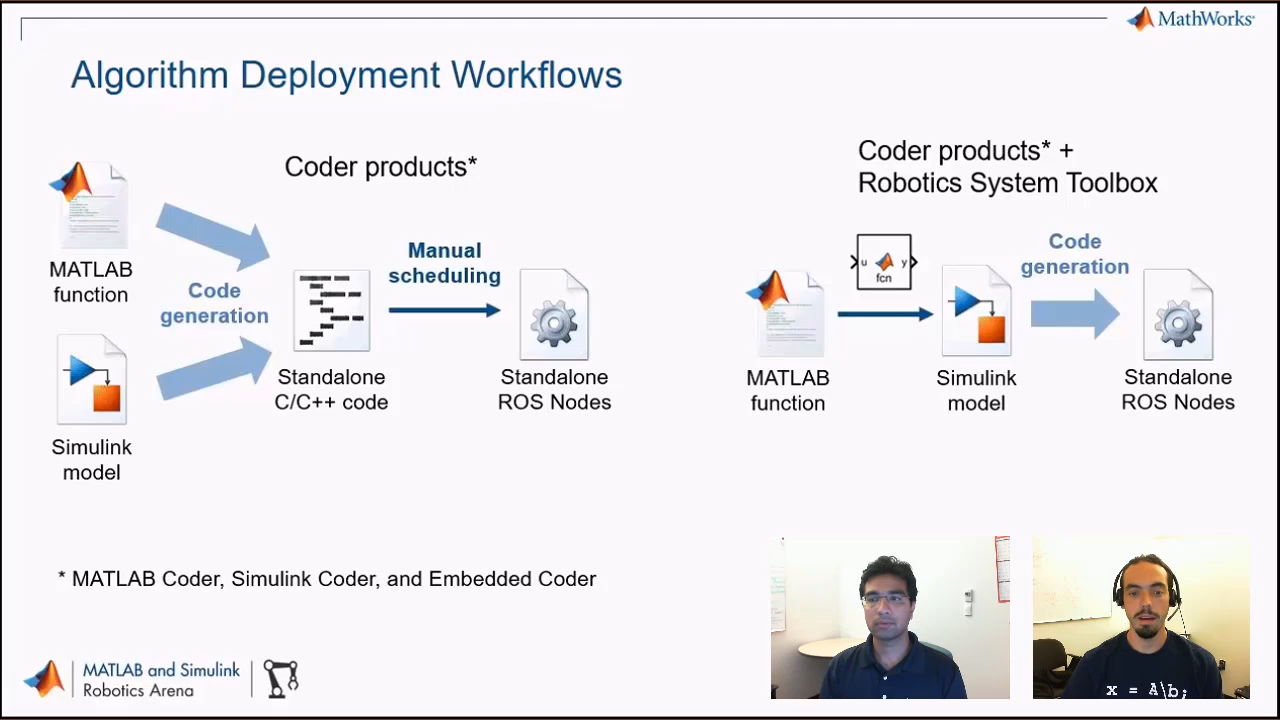 MathWorks
Algorithm Deployment Workflows
Coder products*
MATLAB
function
Simulink
model
Code
generation
Standalone
C/C++ code
Manual
scheduling
Standalone
ROS Nodes
Coder products* +
Robotics System Toolbox
MATLAB
function
u y
fcn
Simulink
model
Code
generation
Standalone
ROS Nodes
* MATLAB Coder, Simulink Coder, and Embedded Coder
MATLAB and Simulink
Robotics Arena
x = A\b;